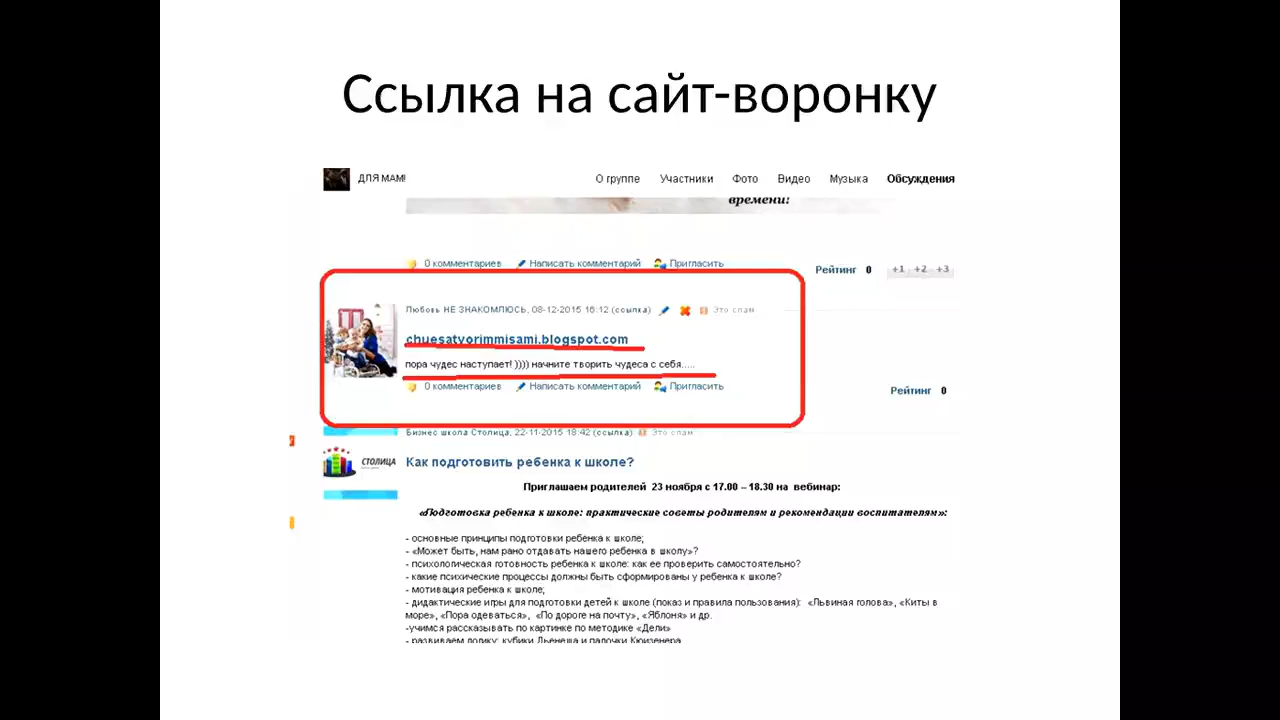 Ссылка на сайт-воронку
ДЛЯ МАМ!
О группе Участники Фото Видео Музыка Обсуждения
времени!
0 комментариев Написать комментарий Пригласить
Рейтинг 0 +1 +2 +3
Любовь НЕ ЗНАКОМЛЮСЬ, 08-12-2015 16:12 (ссылка) Это спам
chuesatvorimmisami.blogspot.com
пора чудес наступает! )))) начните творить чудеса с себя.....
0 комментариев Написать комментарий Пригласить
Рейтинг 0
Бизнес школа Столица, 22-11-2015 18:42 (ссылка) Это спам
СТОЛИЦА
Как подготовить ребенка к школе?
Приглашаем родителей 23 ноября с 17.00 – 18.30 на вебинар:
«Подготовка ребенка к школе: практические советы родителям и рекомендации воспитателям»:
- основные принципы подготовки ребенка к школе;
- «Может быть, нам рано отдавать нашего ребенка в школу»?
- психологическая готовность ребенка к школе: как ее проверить самостоятельно?
- какие психические процессы должны быть сформированы у ребенка к школе?
- мотивация ребенка к школе;
- дидактические игры для подготовки детей к школе (показ и правила пользования): «Львиная голова», «Киты в
море», «Пора одеваться», «По дороге на почту», «Яблоня» и др.
-учимся рассказывать по картинке по методике «Дели»
- развиваем логику: кубики Дьенеша и палочки Кюизенера